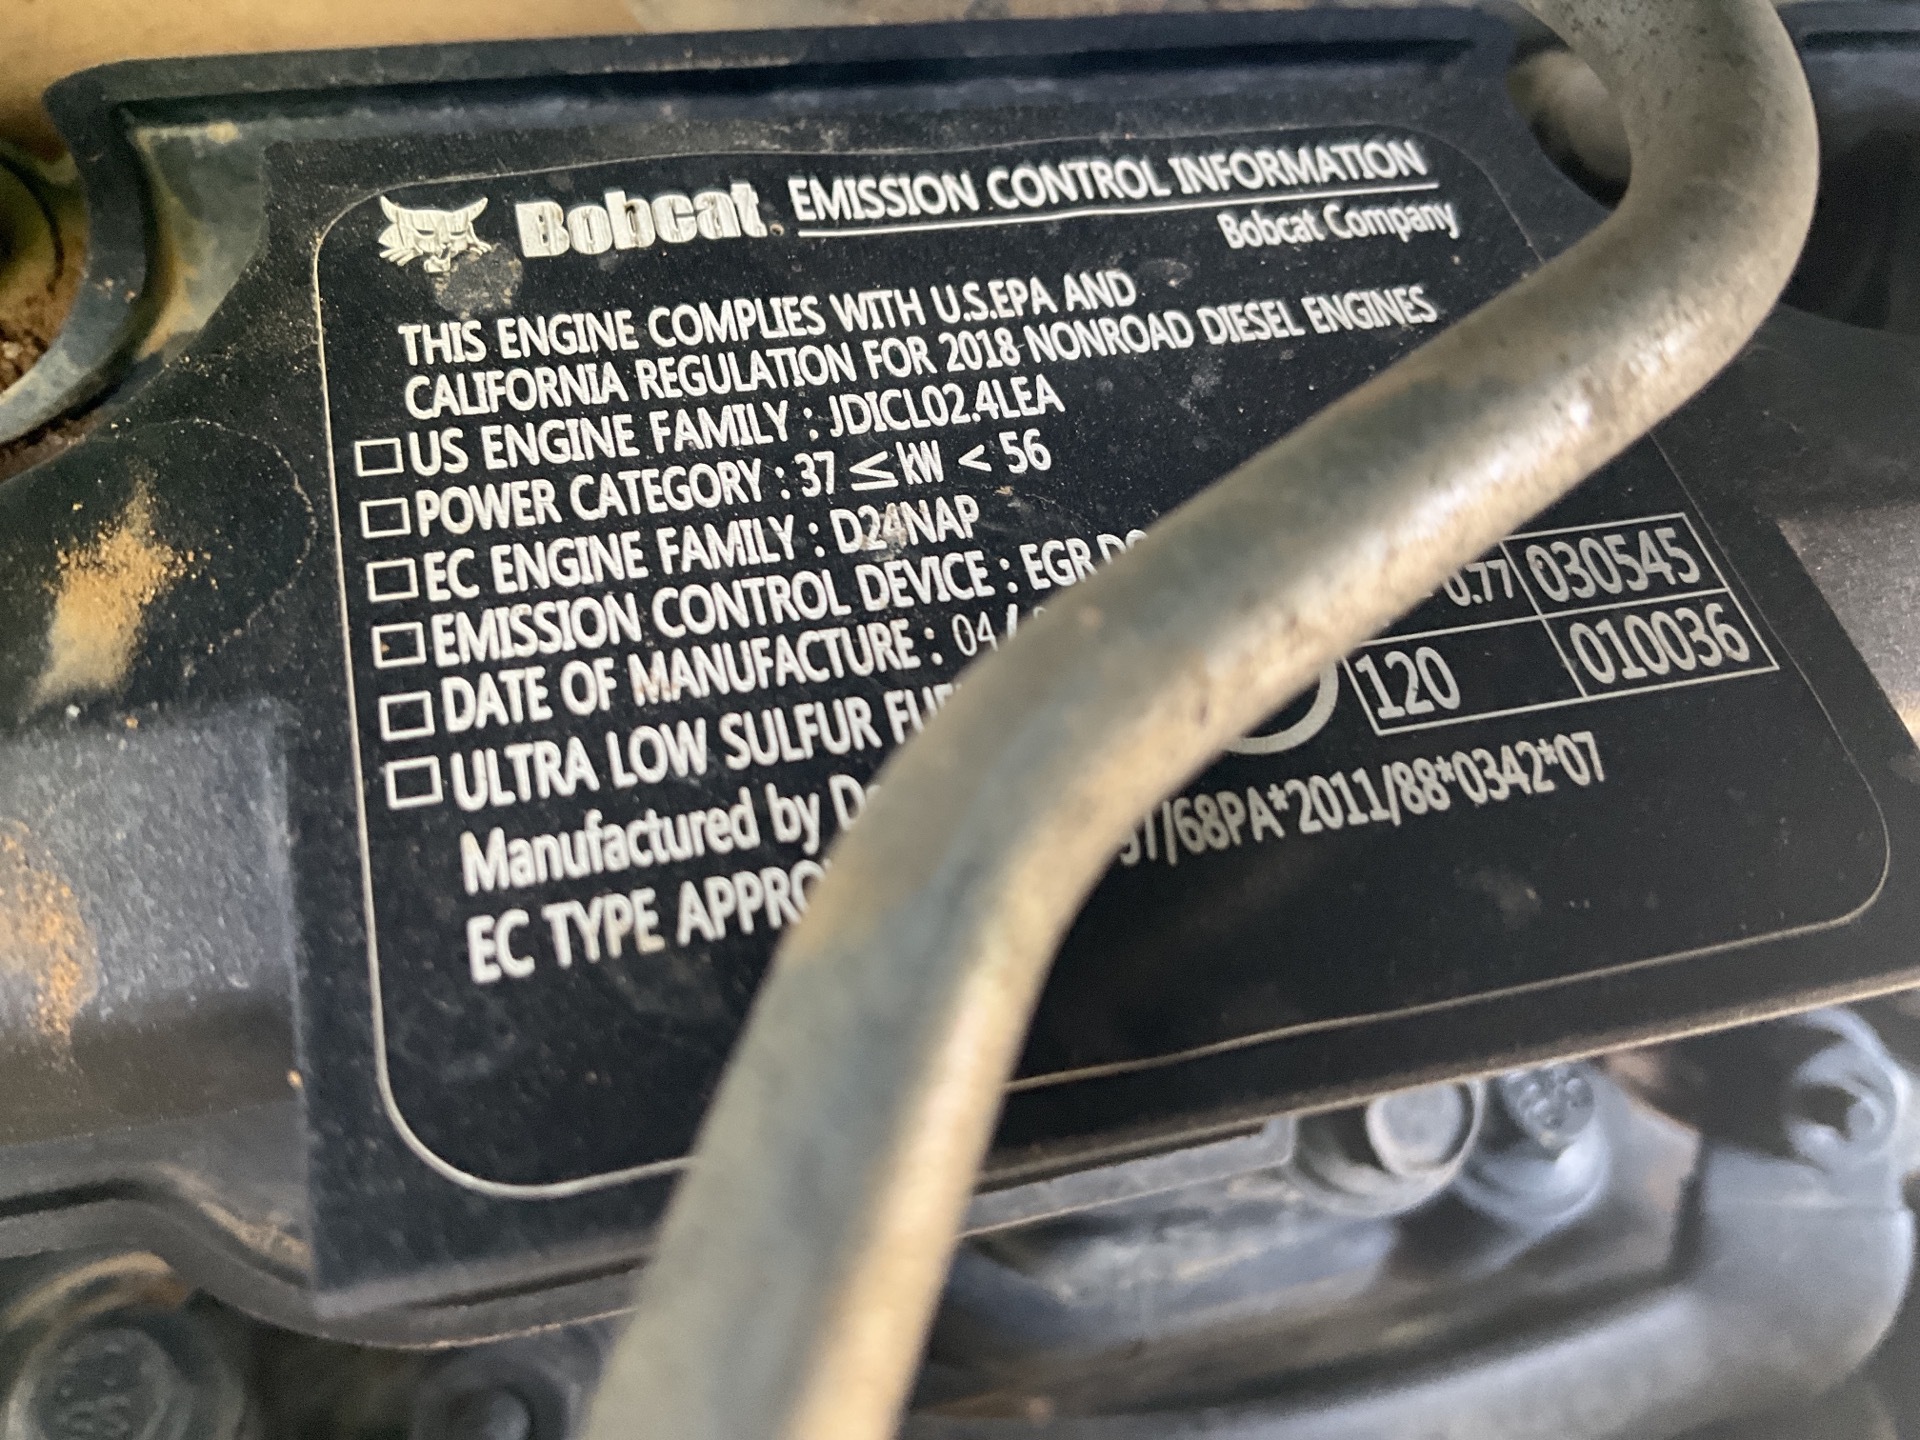 Bobcat. EMISSION CONTROL INFORMATION
Bobcat Company
THIS ENGINE COMPLIES WITH U.S.EPA AND
CALIFORNIA REGULATION FOR 2018 NONROAD DIESEL ENGINES
US ENGINE FAMILY : JDICL02.4LEA
POWER CATEGORY : 37 ≤ kW < 56
EC ENGINE FAMILY : D24NAP
EMISSION CONTROL DEVICE : EGR
DATE OF MANUFACTURE : 04/
ULTRA LOW SULFUR
Manufactured by
EC TYPE
0.77 030545
120 010036
/68PA*2011/88*0342*07